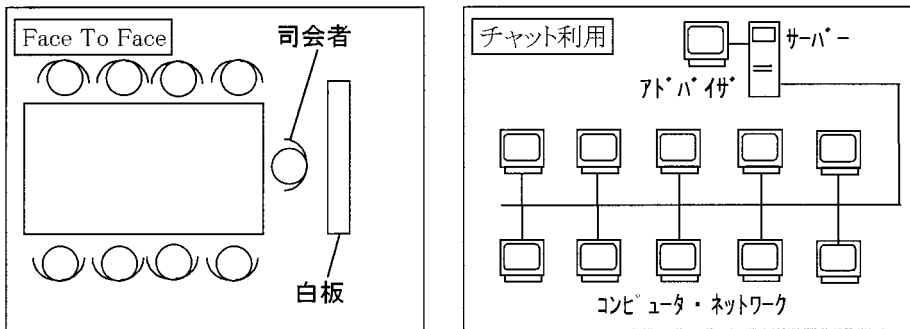 Face To Face
司会者
白板
チャット利用
サーバー
アドバイザ
コンピュータ・ネットワーク